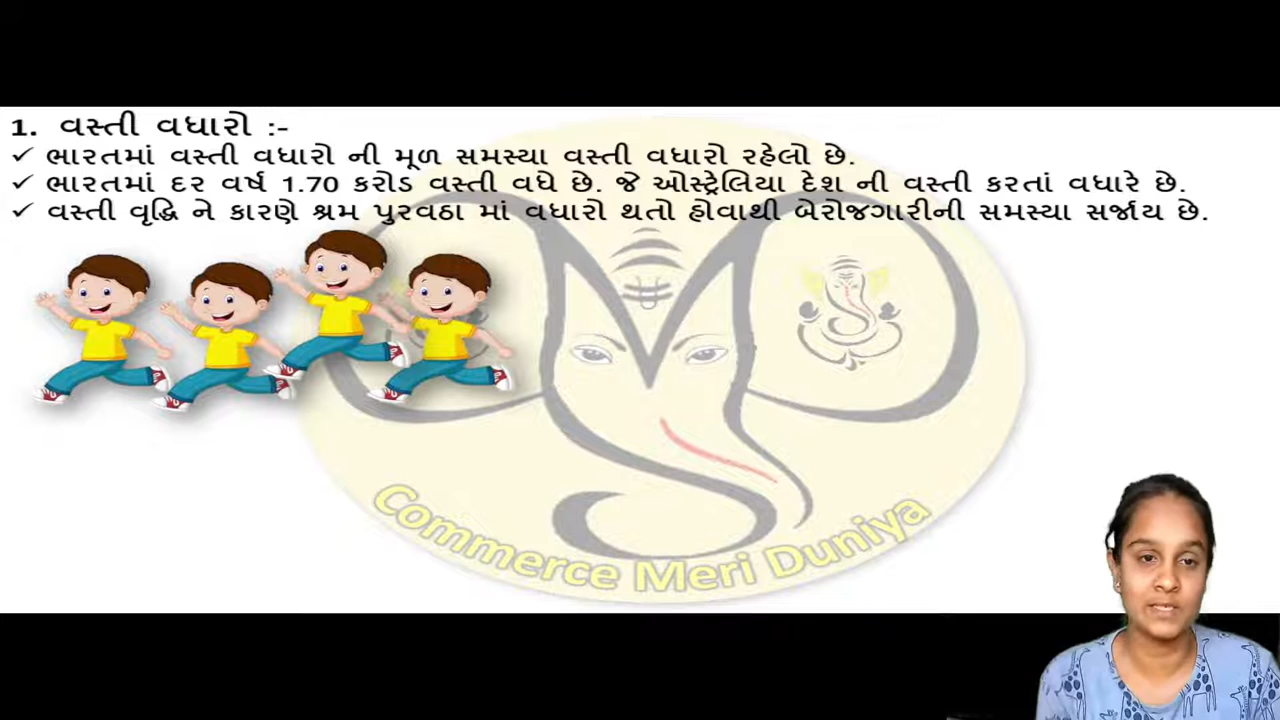 1. વસ્તી વધારો :-
✓ ભારતમાં વસ્તી વધારો ની મૂળ સમસ્યા વસ્તી વધારો રહેલો છે.
✓ ભારતમાં દર વર્ષ 1.70 કરોડ વસ્તી વધે છે. જે ઓસ્ટ્રેલિયા દેશ ની વસ્તી કરતાં વધારે છે.
✓ વસ્તી વૃદ્ધિ ને કારણે શ્રમ પુરવઠા માં વધારો થતો હોવાથી બેરોજગારીની સમસ્યા સર્જાય છે.
Commerce Meri Duniya